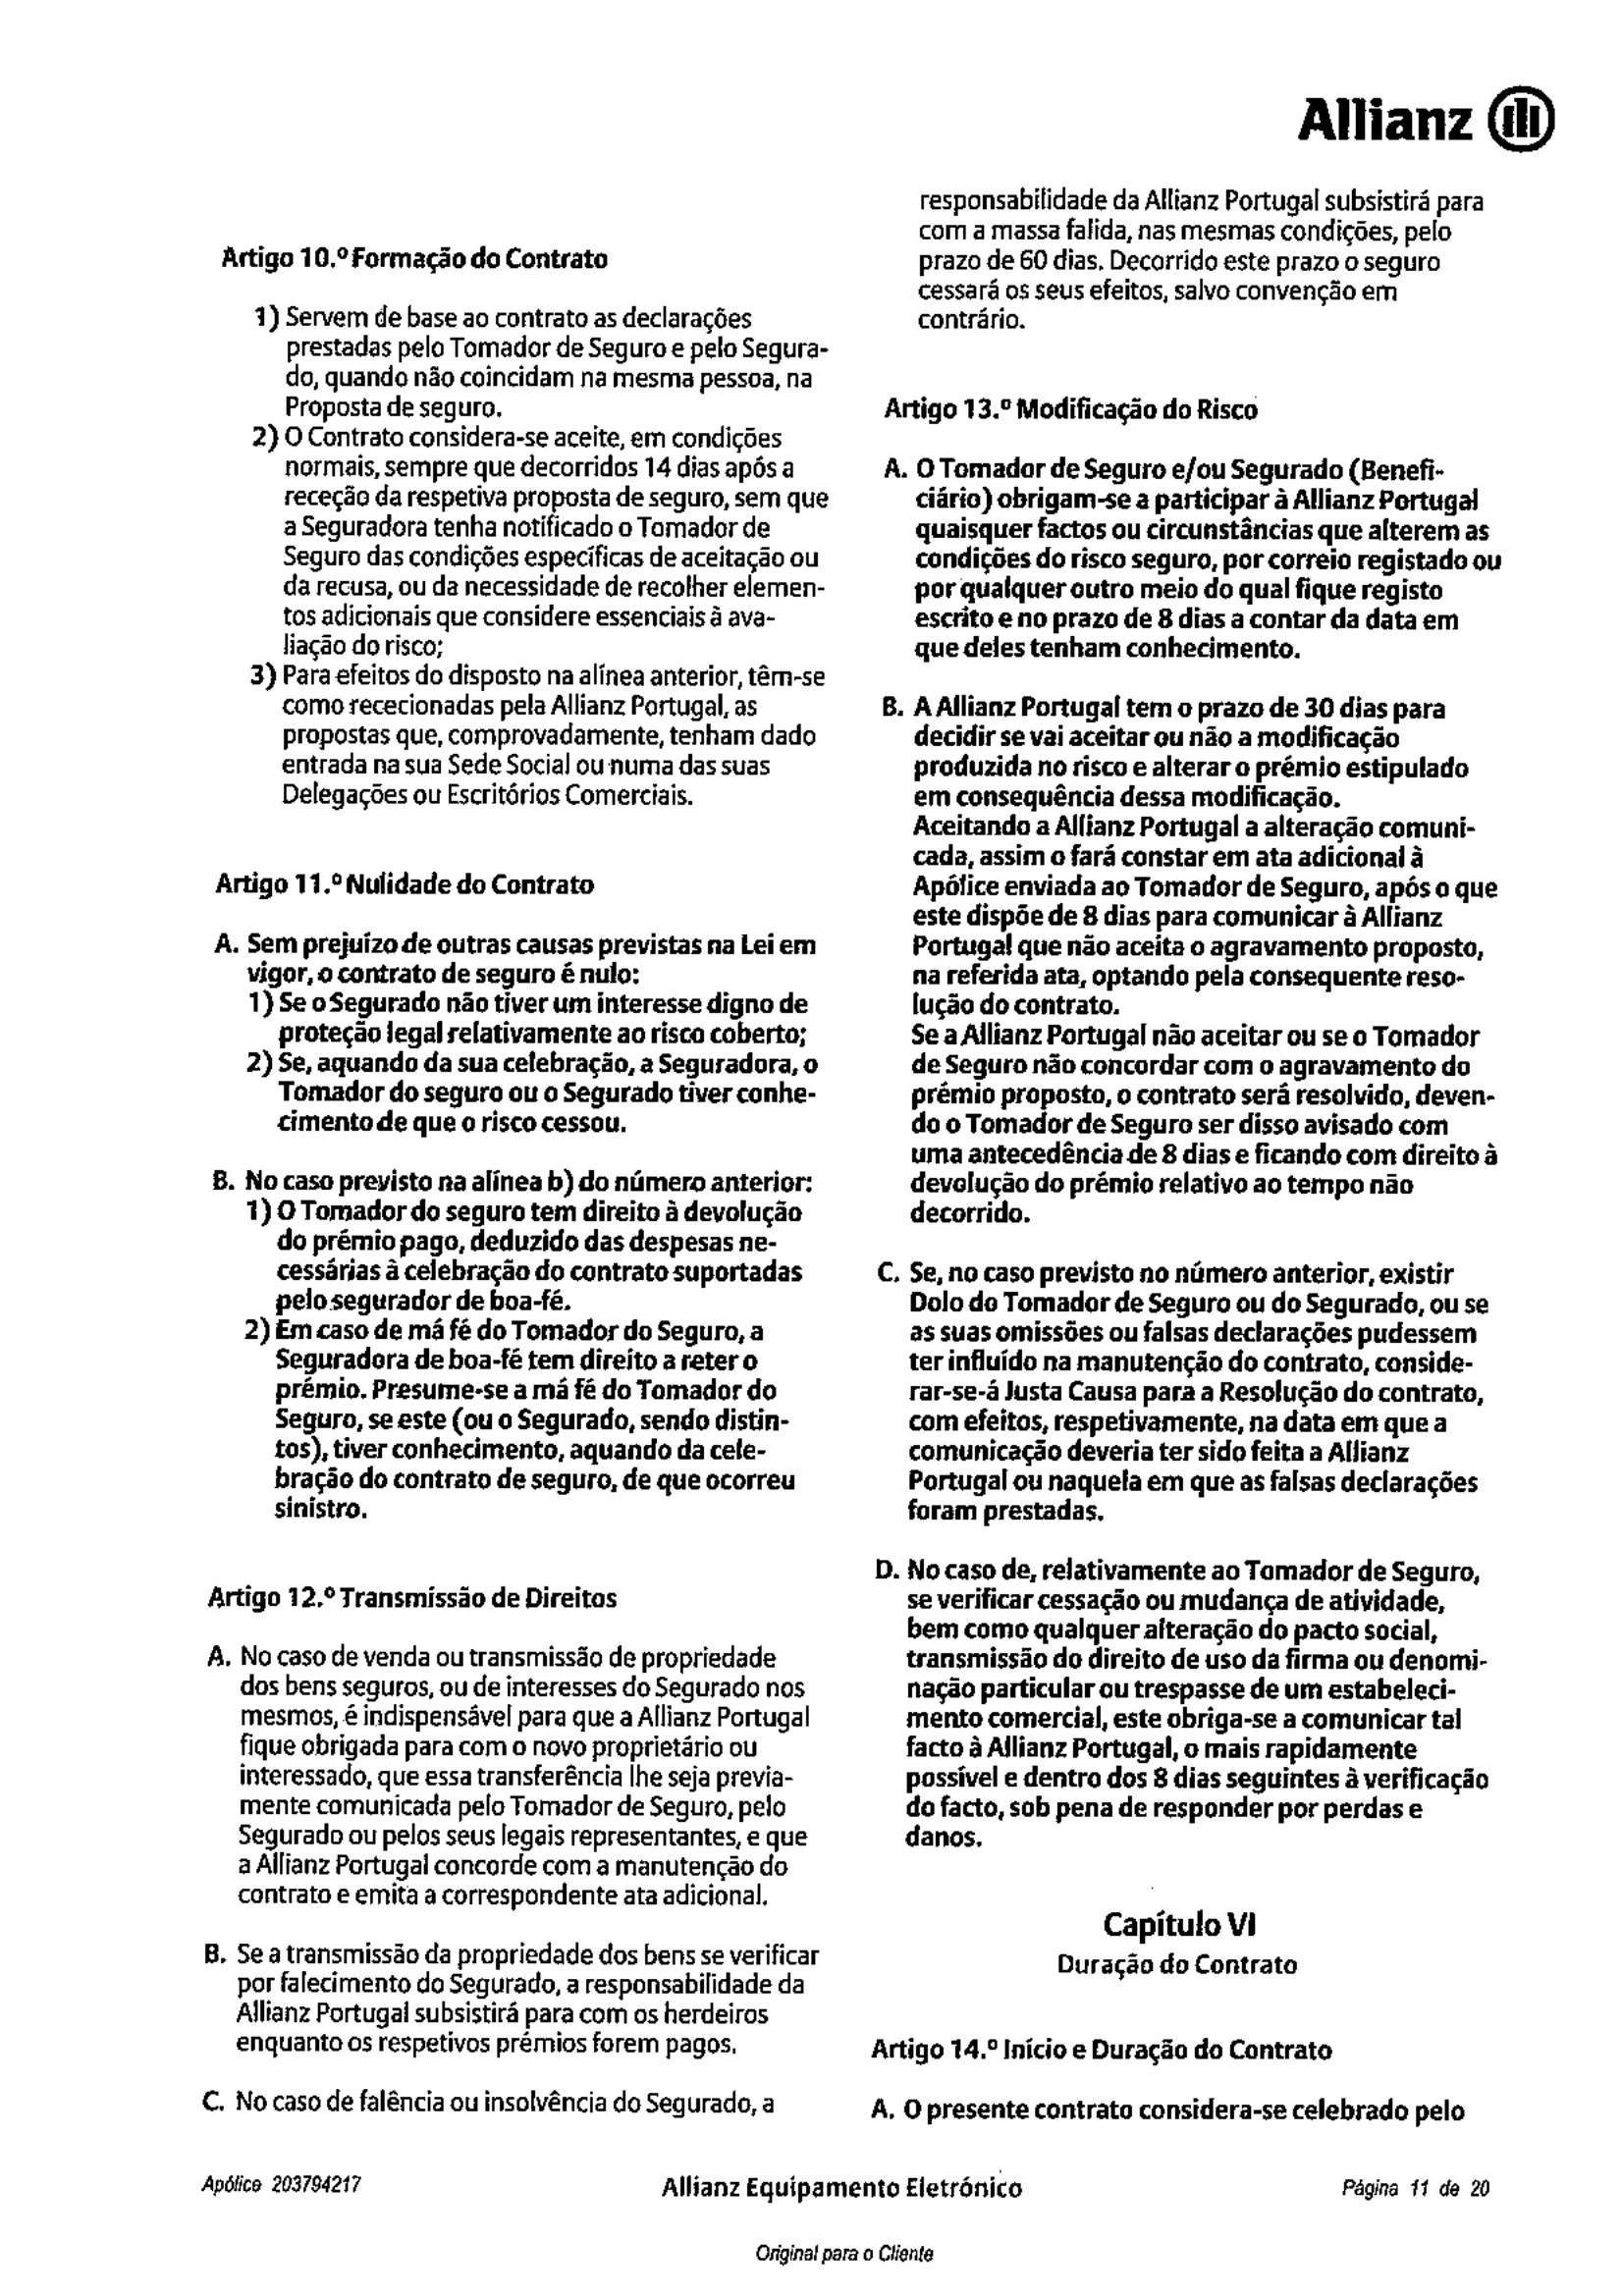 Allianz
Artigo 10.º Formação do Contrato
1) Servem de base ao contrato as declarações
prestadas pelo Tomador de Seguro e pelo Segura-
do, quando não coincidam na mesma pessoa, na
Proposta de seguro.
2) O Contrato considera-se aceite, em condições
normais, sempre que decorridos 14 dias após a
receção da respetiva proposta de seguro, sem que
a Seguradora tenha notificado o Tomador de
Seguro das condições específicas de aceitação ou
da recusa, ou da necessidade de recolher elemen-
tos adicionais que considere essenciais à ava-
liação do risco;
3) Para efeitos do disposto na alínea anterior, têm-se
como rececionadas pela Allianz Portugal, as
propostas que, comprovadamente, tenham dado
entrada na sua Sede Social ou numa das suas
Delegações ou Escritórios Comerciais.
Artigo 11.º Nulidade do Contrato
A. Sem prejuízo de outras causas previstas na Lei em
vigor, o contrato de seguro é nulo:
1) Se o Segurado não tiver um interesse digno de
proteção legal relativamente ao risco coberto;
2) Se, aquando da sua celebração, a Seguradora, o
Tomador do seguro ou o Segurado tiver conhe-
cimento de que o risco cessou.
B. No caso previsto na alínea b) do número anterior:
1) O Tomador do seguro tem direito à devolução
do prémio pago, deduzido das despesas ne-
cessárias à celebração do contrato suportadas
pelo segurador de boa-fé.
2) Em caso de má fé do Tomador do Seguro, a
Seguradora de boa-fé tem direito a reter o
prémio. Presume-se a má fé do Tomador do
Seguro, se este (ou o Segurado, sendo distin-
tos), tiver conhecimento, aquando da cele-
bração do contrato de seguro, de que ocorreu
sinistro.
Artigo 12.º Transmissão de Direitos
A. No caso de venda ou transmissão de propriedade
dos bens seguros, ou de interesses do Segurado nos
mesmos, é indispensável para que a Allianz Portugal
fique obrigada para com o novo proprietário ou
interessado, que essa transferência lhe seja previa-
mente comunicada pelo Tomador de Seguro, pelo
Segurado ou pelos seus legais representantes, e que
a Allianz Portugal concorde com a manutenção do
contrato e emita a correspondente ata adicional.
B. Se a transmissão da propriedade dos bens se verificar
por falecimento do Segurado, a responsabilidade da
Allianz Portugal subsistirá para com os herdeiros
enquanto os respetivos prémios forem pagos.
C. No caso de falência ou insolvência do Segurado, a
responsabilidade da Allianz Portugal subsistirá para
com a massa falida, nas mesmas condições, pelo
prazo de 60 dias. Decorrido este prazo o seguro
cessará os seus efeitos, salvo convenção em
contrário.
Artigo 13.º Modificação do Risco
A. O Tomador de Seguro e/ou Segurado (Benefi-
ciário) obrigam-se a participar à Allianz Portugal
quaisquer factos ou circunstâncias que alterem as
condições do risco seguro, por correio registado ou
por qualquer outro meio do qual fique registo
escrito e no prazo de 8 dias a contar da data em
que deles tenham conhecimento.
B. A Allianz Portugal tem o prazo de 30 dias para
decidir se vai aceitar ou não a modificação
produzida no risco e alterar o prémio estipulado
em consequência dessa modificação.
Aceitando a Allianz Portugal a alteração comuni-
cada, assim o fará constar em ata adicional à
Apólice enviada ao Tomador de Seguro, após o que
este dispõe de 8 dias para comunicar à Allianz
Portugal que não aceita o agravamento proposto,
na referida ata, optando pela consequente reso-
lução do contrato.
Se a Allianz Portugal não aceitar ou se o Tomador
de Seguro não concordar com o agravamento do
prémio proposto, o contrato será resolvido, deven-
do o Tomador de Seguro ser disso avisado com
uma antecedência de 8 dias e ficando com direito à
devolução do prémio relativo ao tempo não
decorrido.
C. Se, no caso previsto no número anterior, existir
Dolo do Tomador de Seguro ou do Segurado, ou se
as suas omissões ou falsas declarações pudessem
ter influído na manutenção do contrato, conside-
rar-se-á Justa Causa para a Resolução do contrato,
com efeitos, respetivamente, na data em que a
comunicação deveria ter sido feita a Allianz
Portugal ou naquela em que as falsas declarações
foram prestadas.
D. No caso de, relativamente ao Tomador de Seguro,
se verificar cessação ou mudança de atividade,
bem como qualquer alteração do pacto social,
transmissão do direito de uso da firma ou denomi-
nação particular ou trespasse de um estabeleci-
mento comercial, este obriga-se a comunicar tal
facto à Allianz Portugal, o mais rapidamente
possível e dentro dos 8 dias seguintes à verificação
do facto, sob pena de responder por perdas e
danos.
Capítulo VI
Duração do Contrato
Artigo 14.º Início e Duração do Contrato
A. O presente contrato considera-se celebrado pelo
Apólice 203794217
Allianz Equipamento Eletrónico
Página 11 de 20
Original para o Cliente